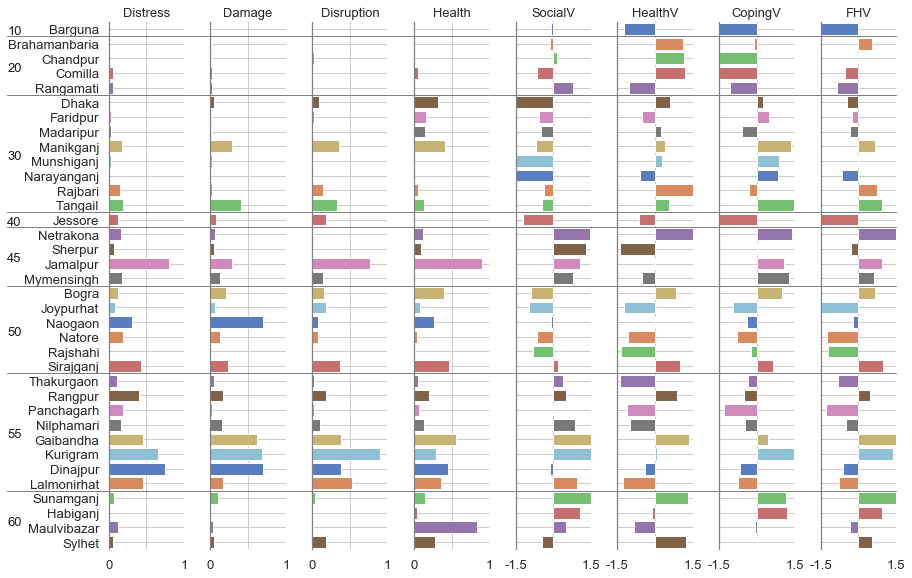 Distress Damage Disruption Health SocialV HealthV CopingV FHV
10 Barguna
Brahamanbaria
Chandpur
20
Comilla
Rangamati
Dhaka
Faridpur
Madaripur
Manikganj
30
Munshiganj
Narayanganj
Rajbari
Tangail
40 Jessore
Netrakona
Sherpur
45
Jamalpur
Mymensingh
Bogra
Joypurhat
Naogaon
50
Natore
Rajshahi
Sirajganj
Thakurgaon
Rangpur
Panchagarh
Nilphamari
55
Gaibandha
Kurigram
Dinajpur
Lalmonirhat
Sunamganj
Habiganj
60
Maulvibazar
Sylhet
0 1 0 1 0 1 0 1 -1.5 1.5 -1.5 1.5 -1.5 1.5 -1.5 1.5